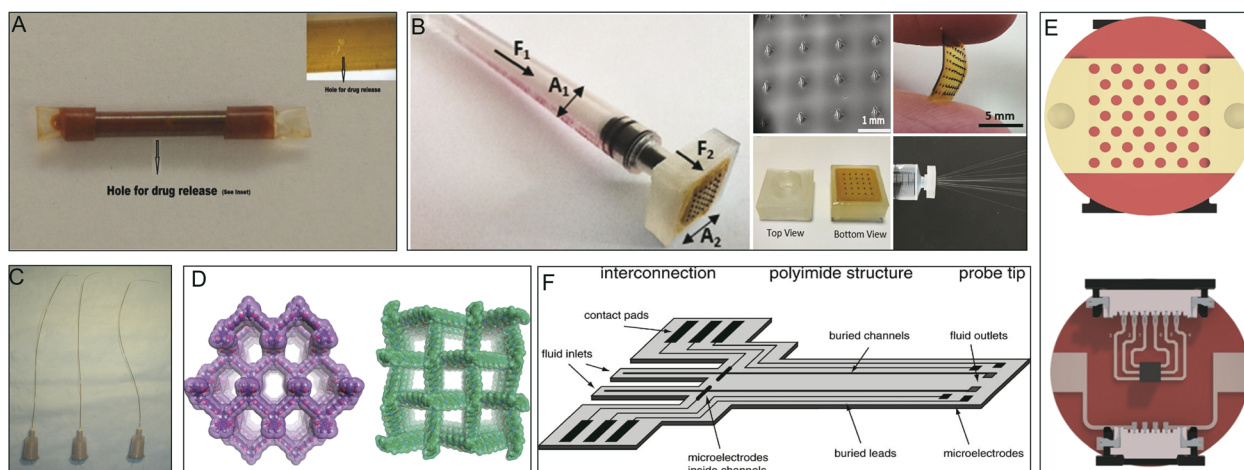 A
Hole for drug release
Hole for drug release (See Inset)
B
F1
A1
F2
A2
1 mm
5 mm
Top View
Bottom View
C
D
E
F
interconnection
polyimide structure
probe tip
contact pads
fluid inlets
buried channels
fluid outlets
microelectrodes
inside channels
buried leads
microelectrodes